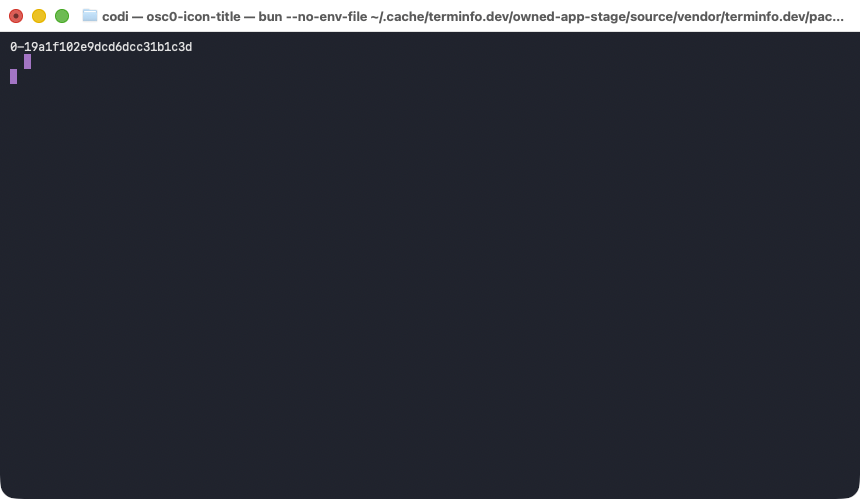 codi — osc0-icon-title — bun --no-env-file ~/.cache/terminfo.dev/owned-app-stage/source/vendor/terminfo.dev/pac...
0-19a1f102e9dcd6dcc31b1c3d